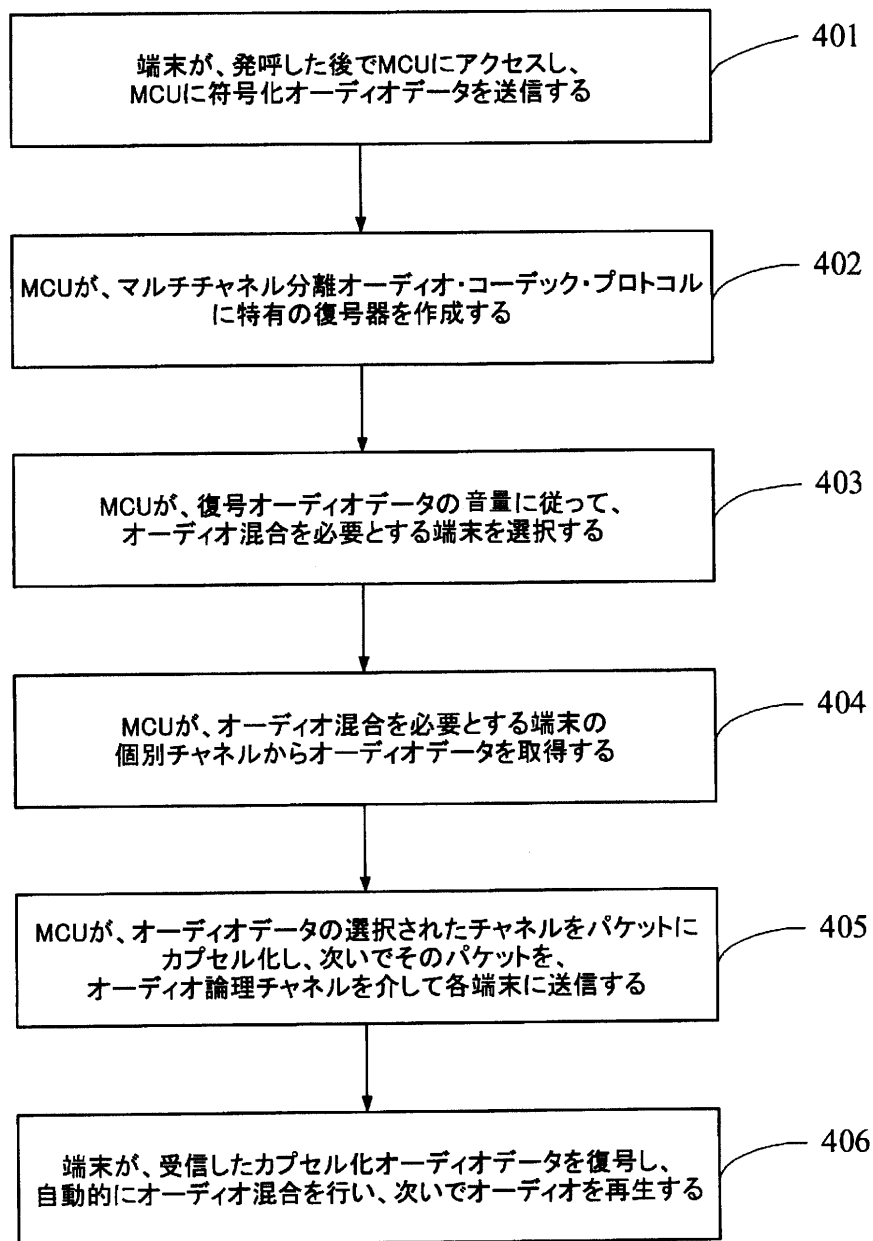 端末が、発呼した後でMCUにアクセスし、
MCUに符号化オーディオデータを送信する
401
MCUが、マルチチャネル分離オーディオ・コーデック・プロトコル
に特有の復号器を作成する
402
MCUが、復号オーディオデータの音量に従って、
オーディオ混合を必要とする端末を選択する
403
MCUが、オーディオ混合を必要とする端末の
個別チャネルからオーディオデータを取得する
404
MCUが、オーディオデータの選択されたチャネルをパケットに
カプセル化し、次いでそのパケットを、
オーディオ論理チャネルを介して各端末に送信する
405
端末が、受信したカプセル化オーディオデータを復号し、
自動的にオーディオ混合を行い、次いでオーディオを再生する
406